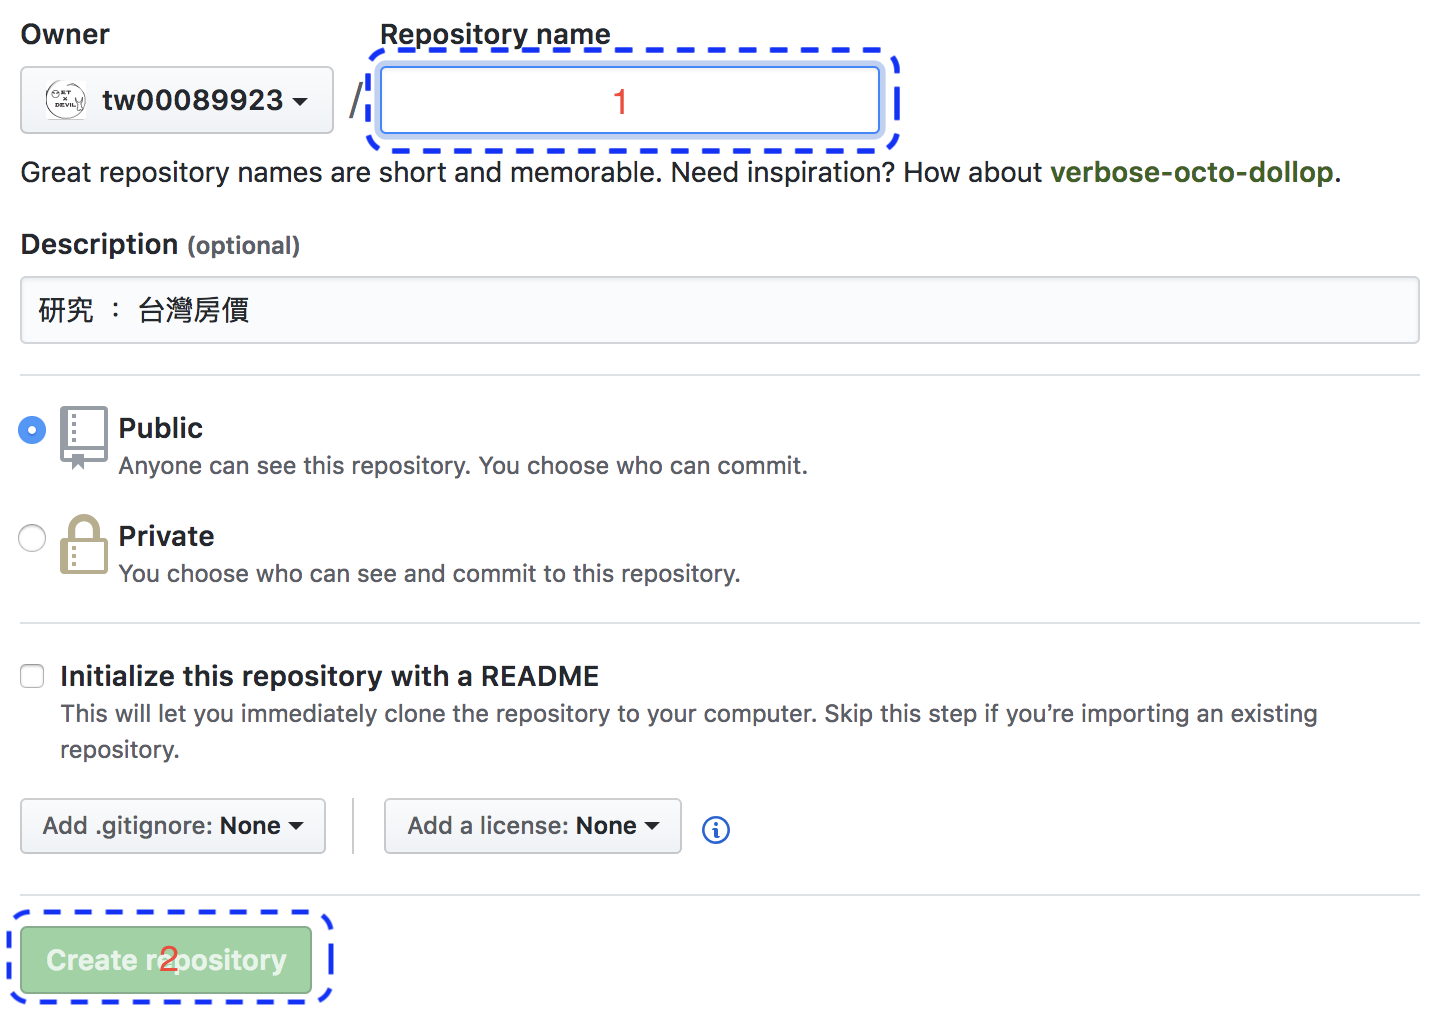 Owner
Repository name
ET
×
DEVIL
tw00089923
/
1
Great repository names are short and memorable. Need inspiration? How about verbose-octo-dollop.
Description (optional)
研究 ： 台灣房價
Public
Anyone can see this repository. You choose who can commit.
Private
You choose who can see and commit to this repository.
Initialize this repository with a README
This will let you immediately clone the repository to your computer. Skip this step if you’re importing an existing
repository.
Add .gitignore: None
Add a license: None
Create repository
2